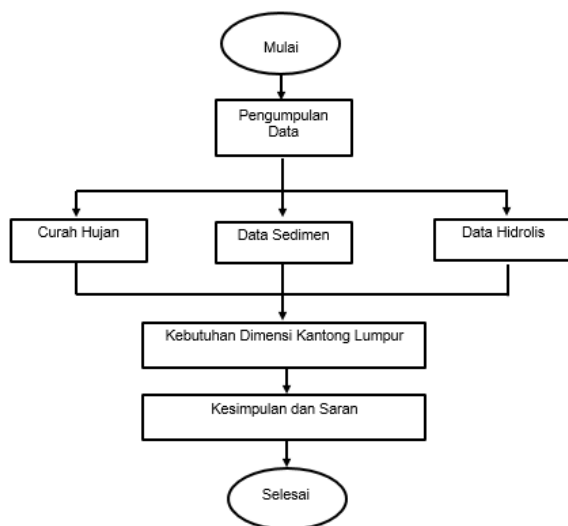 Mulai
Pengumpulan
Data
Curah Hujan
Data Sedimen
Data Hidrolis
Kebutuhan Dimensi Kantong Lumpur
Kesimpulan dan Saran
Selesai